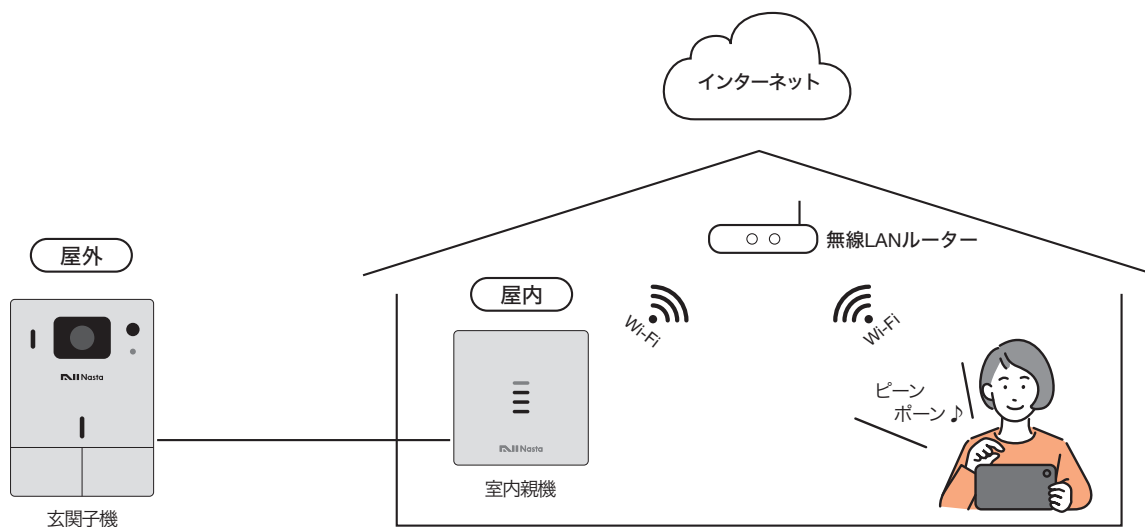 インターネット
無線LANルーター
屋外
屋内
Wi-Fi
Wi-Fi
ピーン
ポーン♪
Nasta
Nasta
室内親機
玄関子機